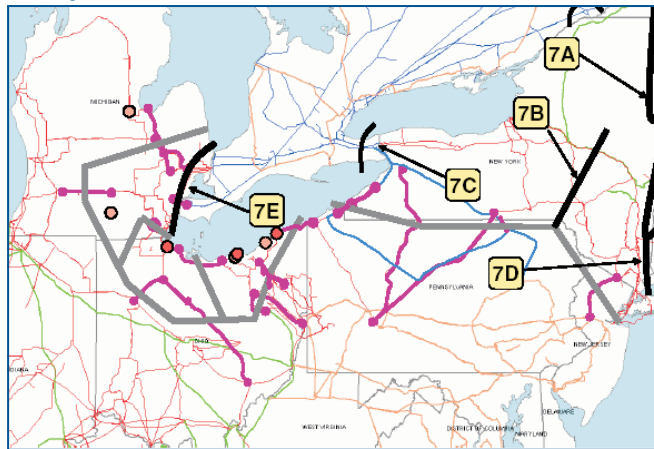 7A
MICHIGAN
7B
NEW YORK
7C
7E
7D
PENNSYLVANIA
NEW JERSEY
OHIO
DIANA
DELAWARE
WEST VIRGINIA
DISTRICT OF COLUMBIA
MARYLAND